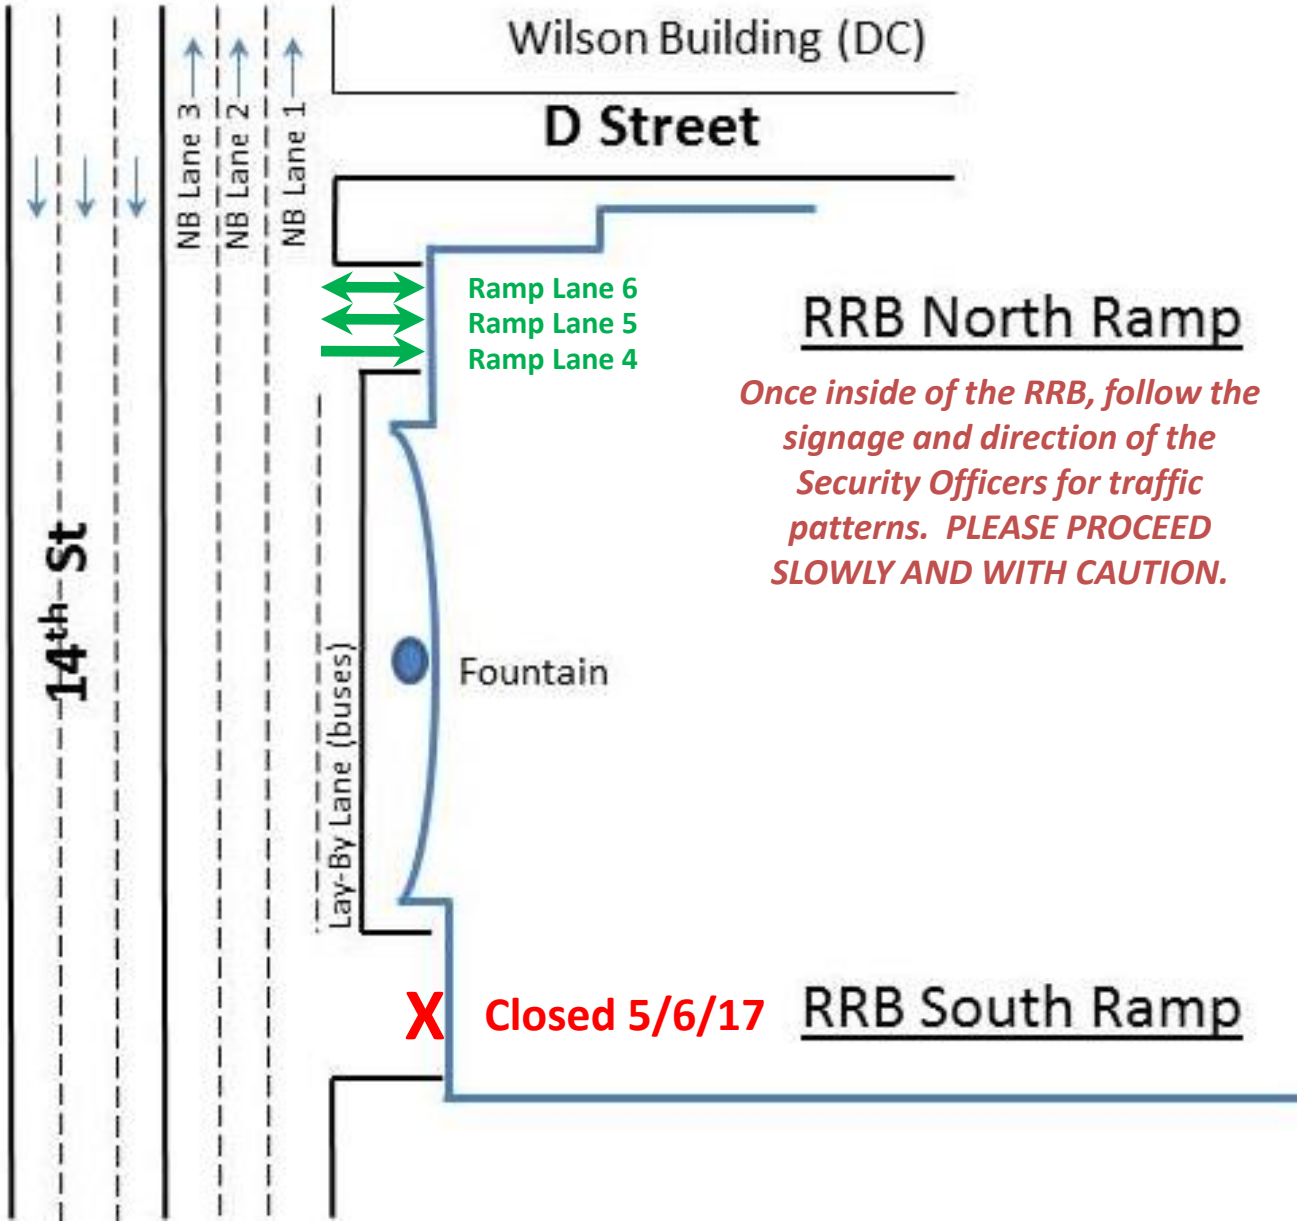 Wilson Building (DC)
D Street
NB Lane 3
NB Lane 2
NB Lane 1
Ramp Lane 6
Ramp Lane 5
Ramp Lane 4
RRB North Ramp
Once inside of the RRB, follow the
signage and direction of the
Security Officers for traffic
patterns. PLEASE PROCEED
SLOWLY AND WITH CAUTION.
14th St
Lay-By Lane (buses)
Fountain
X Closed 5/6/17
RRB South Ramp